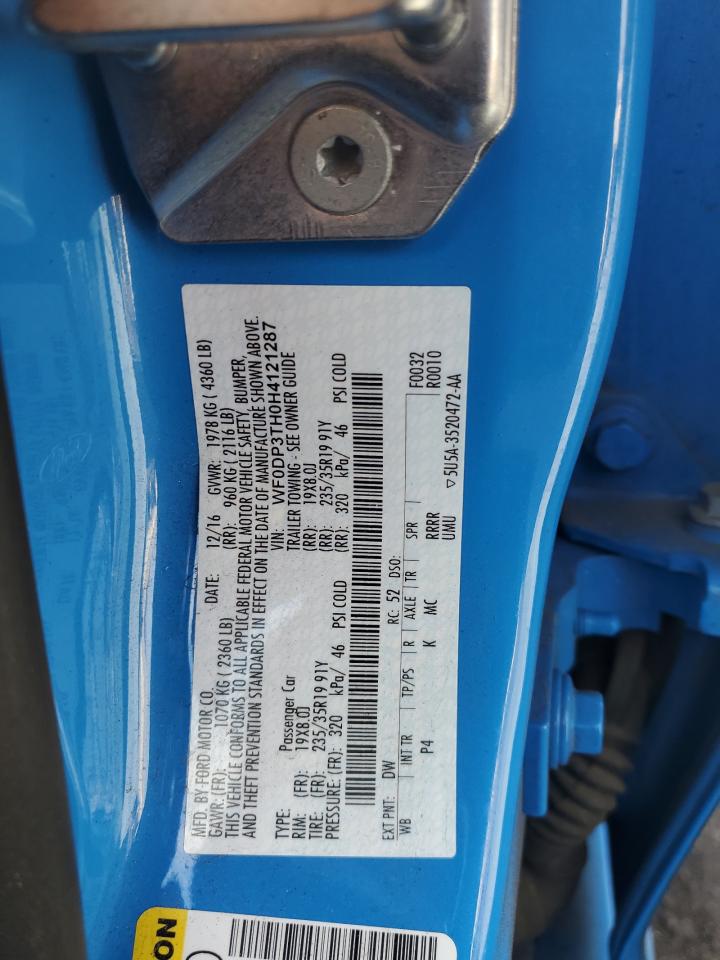 MFD. BY FORD MOTOR CO. DATE: 12/16 GVWR: 1978 KG ( 4360 LB)
GAWR: (FR): 1070 KG ( 2360 LB) (RR): 960 KG ( 2116 LB)
THIS VEHICLE CONFORMS TO ALL APPLICABLE FEDERAL MOTOR VEHICLE SAFETY, BUMPER,
AND THEFT PREVENTION STANDARDS IN EFFECT ON THE DATE OF MANUFACTURE SHOWN ABOVE.
VIN: WF0DP3TH0H4121287
TYPE: Passenger Car TRAILER TOWING - SEE OWNER GUIDE
RIM: (FR): 19X8.0J (RR): 19X8.0J
TIRE: (FR): 235/35R19 91Y (RR): 235/35R19 91Y
PRESSURE: (FR): 320 kPa/ 46 PSI COLD (RR): 320 kPa/ 46 PSI COLD
EXT PNT: DW RC: 52 DSO: F0032
WB INT TR TP/PS R AXLE TR SPR R0010
P4 K MC RRRR
UMU
▽5U5A-3520472-AA
ON